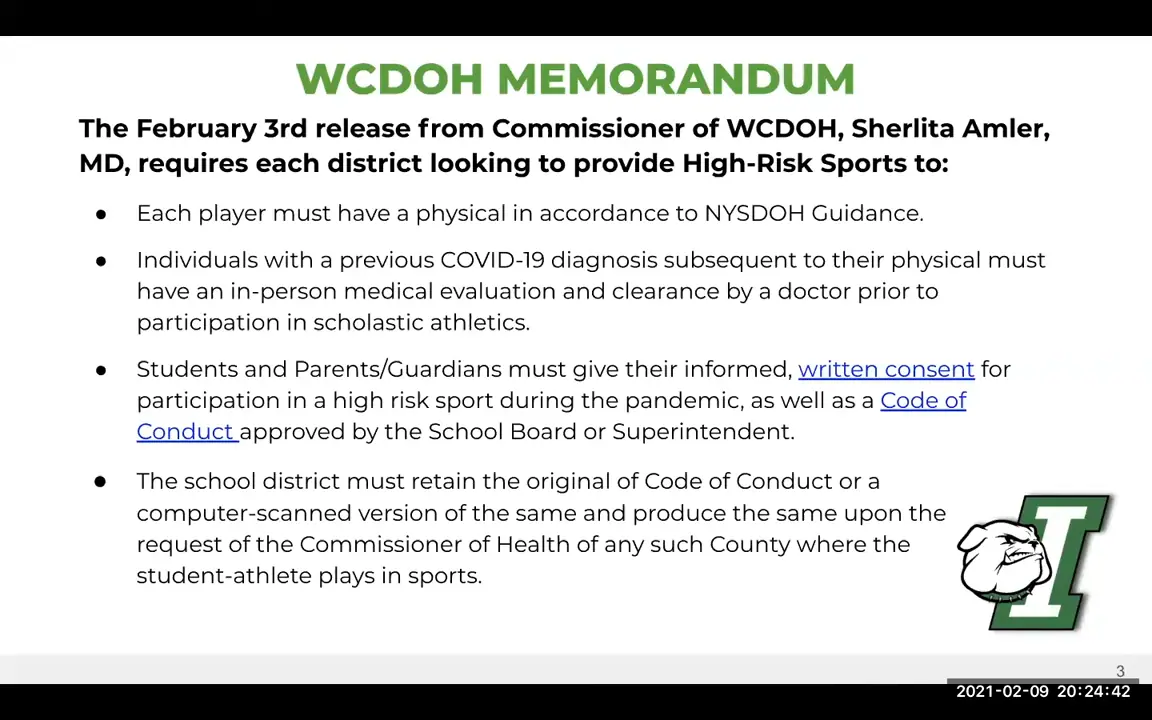 WCDOH MEMORANDUM
The February 3rd release from Commissioner of WCDOH, Sherlita Amler,
MD, requires each district looking to provide High-Risk Sports to:
● Each player must have a physical in accordance to NYSDOH Guidance.
● Individuals with a previous COVID-19 diagnosis subsequent to their physical must
have an in-person medical evaluation and clearance by a doctor prior to
participation in scholastic athletics.
● Students and Parents/Guardians must give their informed, written consent for
participation in a high risk sport during the pandemic, as well as a Code of
Conduct approved by the School Board or Superintendent.
● The school district must retain the original of Code of Conduct or a
computer-scanned version of the same and produce the same upon the
request of the Commissioner of Health of any such County where the
student-athlete plays in sports.
I
3
2021-02-09 20:24:42